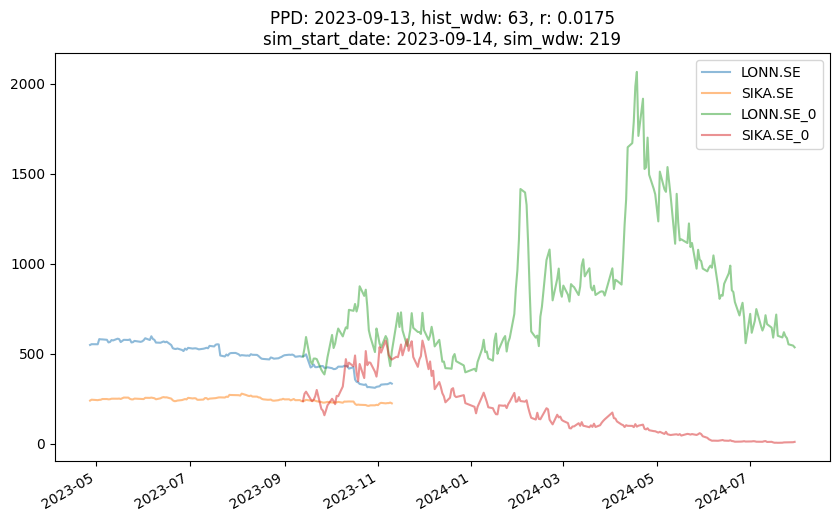 PPD: 2023-09-13, hist_wdw: 63, r: 0.0175
sim_start_date: 2023-09-14, sim_wdw: 219
LONN.SE
SIKA.SE
LONN.SE_0
SIKA.SE_0
2000
1500
1000
500
0
2023-05
2023-07
2023-09
2023-11
2024-01
2024-03
2024-05
2024-07